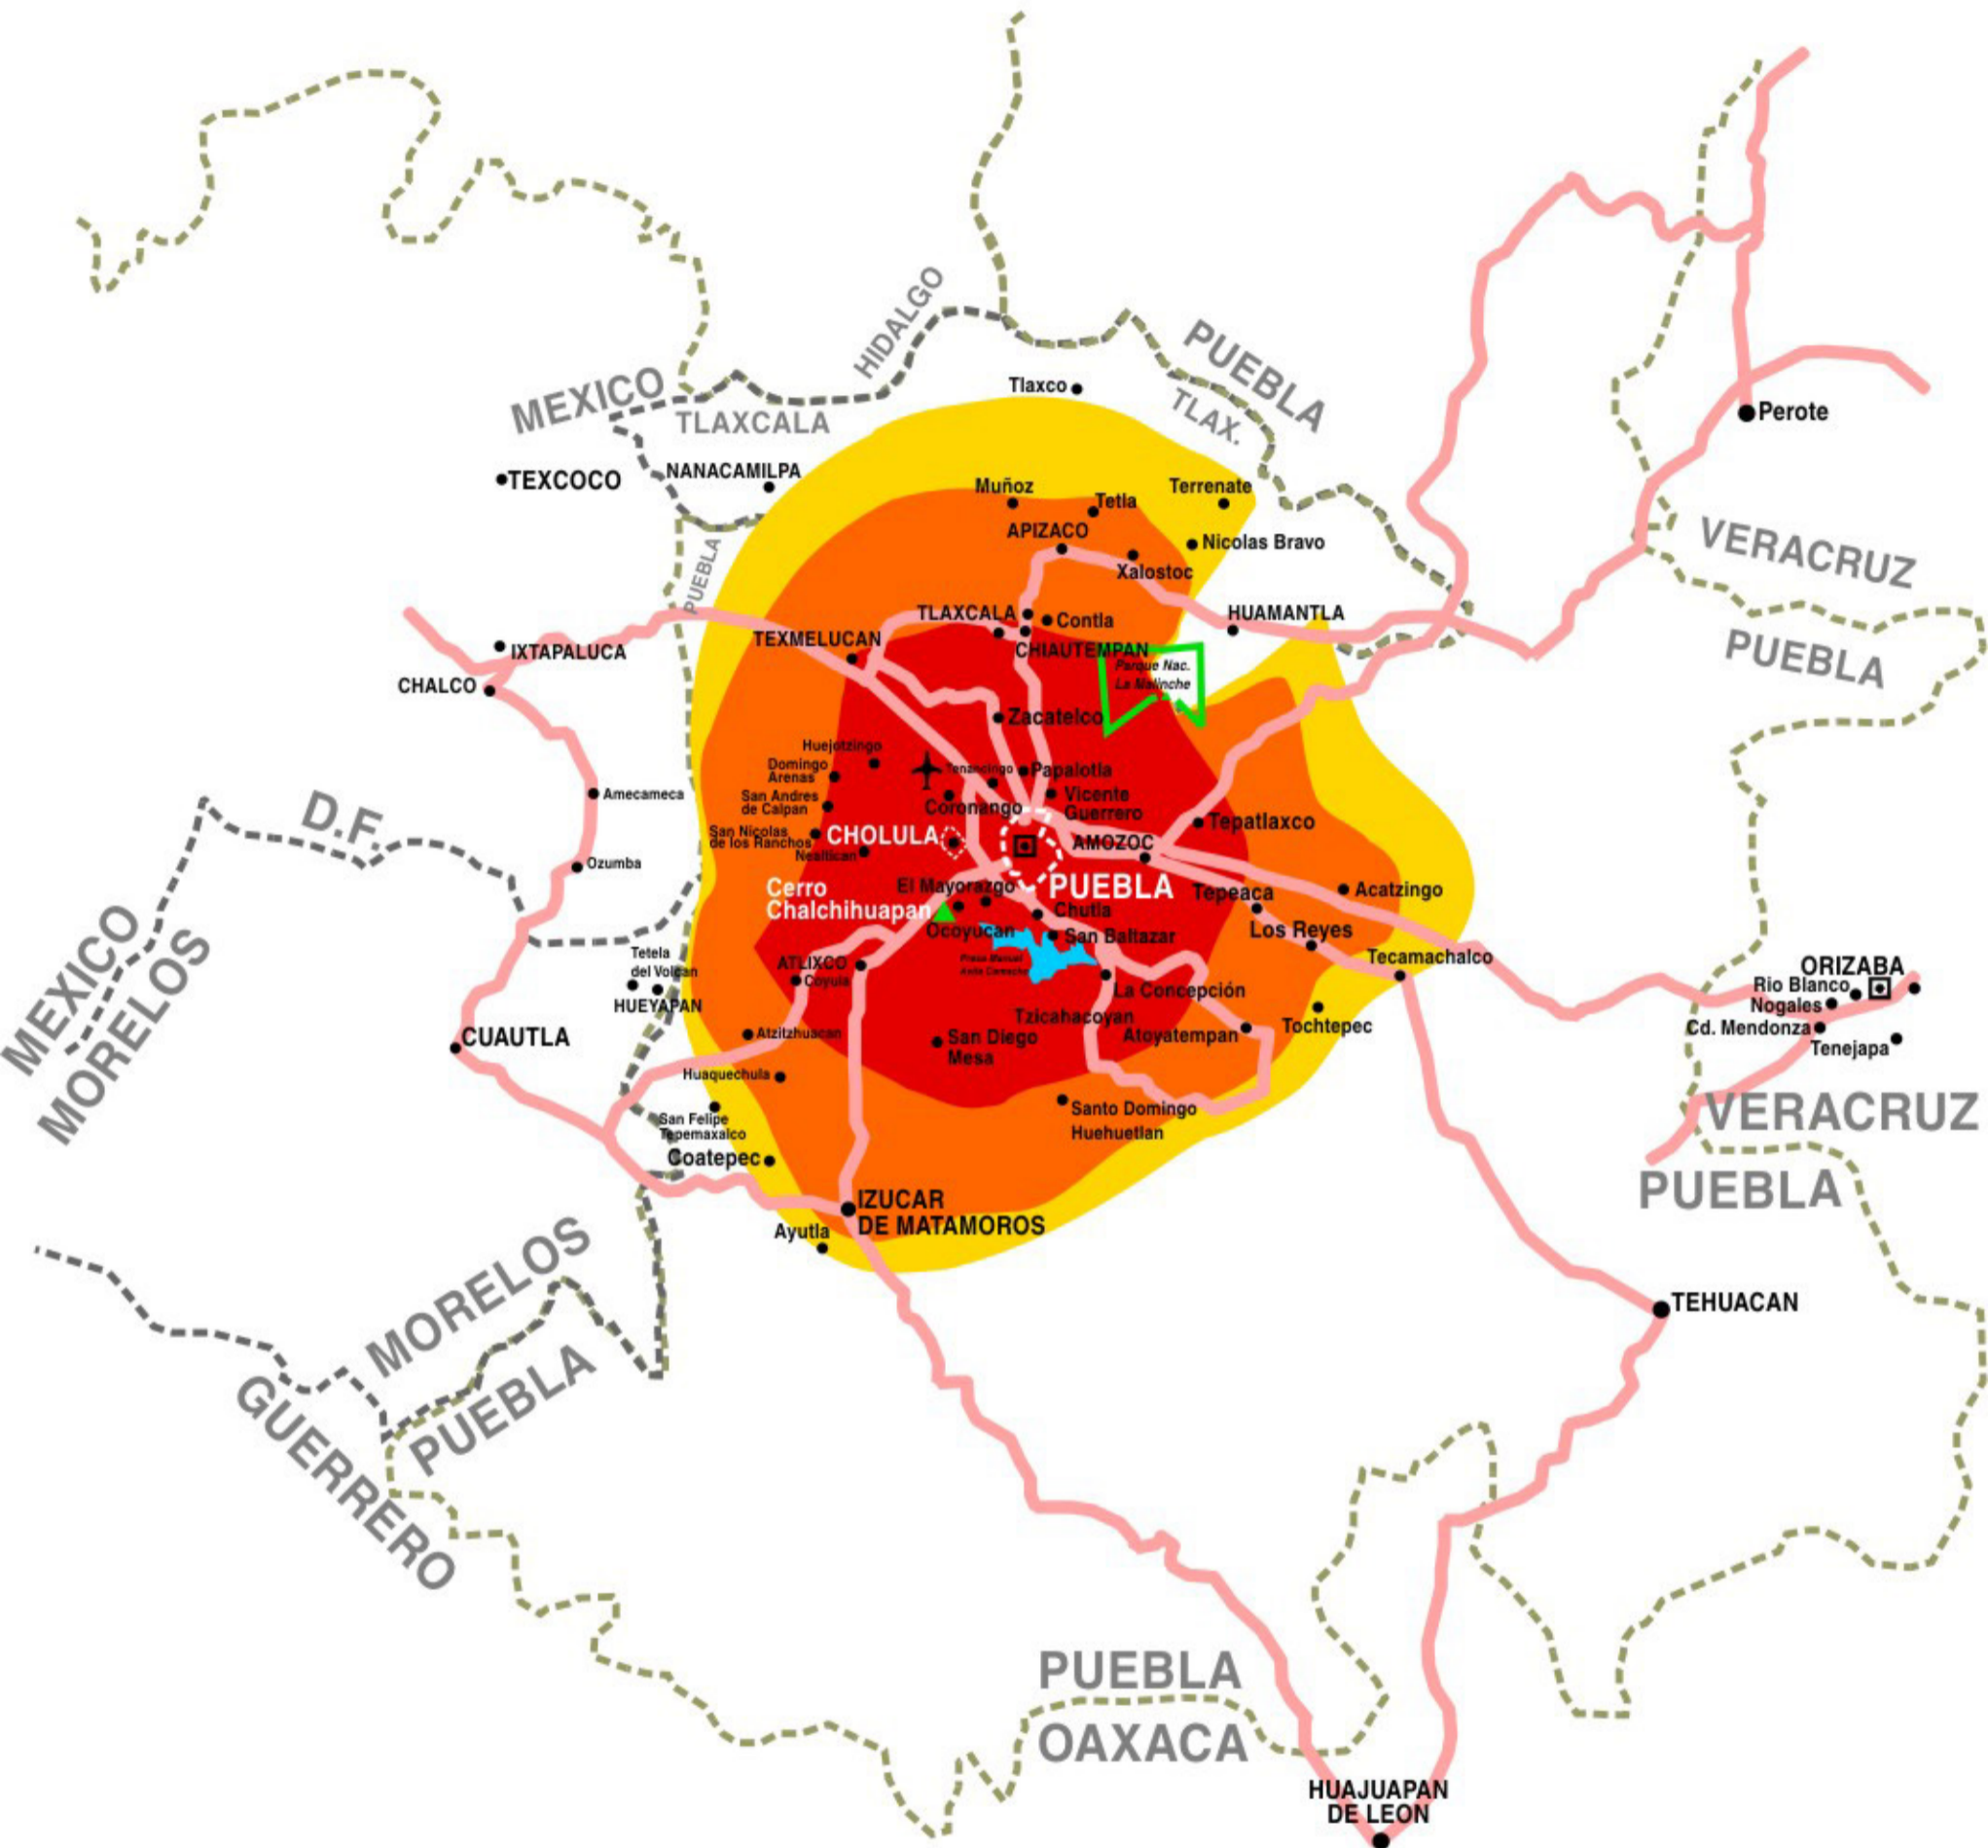 HIDALGO
PUEBLA
MEXICO
TLAXCALA
TLAX.
Tlaxco
Perote
TEXCOCO
NANACAMILPA
Muñoz
Tetla
Terrenate
APIZACO
Nicolas Bravo
Xalostoc
VERACRUZ
PUEBLA
PUEBLA
TLAXCALA
Contla
HUAMANTLA
TEXMELUCAN
CHIAUTEMPAN
IXTAPALUCA
CHALCO
Parque Nac.
La Malinche
Zacatelco
Huejotzingo
Domingo
Arenas
Tenancingo
Papalotla
San Andres
de Calpan
Coronango
Vicente
Guerrero
Amecameca
D.F.
San Nicolas
de los Ranchos
CHOLULA
Nealtican
AMOZOC
Tepatlaxco
Ozumba
Cerro
Chalchihuapan
El Mayorazgo
PUEBLA
Tepeaca
Acatzingo
Chutla
Ocoyucan
San Baltazar
Los Reyes
MEXICO
MORELOS
Tetela
del Volcan
HUEYAPAN
ATLIXCO
Coyula
Presa Manuel
Avila Camacho
La Concepción
Tecamachalco
ORIZABA
Rio Blanco
Nogales
Cd. Mendonza
Tenejapa
CUAUTLA
Atzitzhuacan
San Diego
Mesa
Tzicahacoyan
Atoyatempan
Tochtepec
Huaquechula
San Felipe
Tepemaxalco
Coatepec
Santo Domingo
Huehuetlan
VERACRUZ
PUEBLA
IZUCAR
DE MATAMOROS
Ayutla
MORELOS
PUEBLA
GUERRERO
TEHUACAN
PUEBLA
OAXACA
HUAJUAPAN
DE LEON